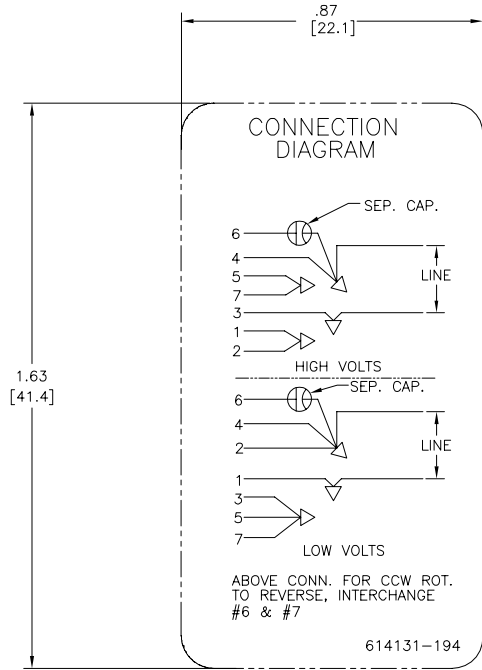 .87
[22.1]
CONNECTION
DIAGRAM
SEP. CAP.
6
4
5
7
LINE
3
1
2
HIGH VOLTS
1.63
[41.4]
SEP. CAP.
6
4
2
LINE
1
3
5
7
LOW VOLTS
ABOVE CONN. FOR CCW ROT.
TO REVERSE, INTERCHANGE
#6 & #7
614131-194